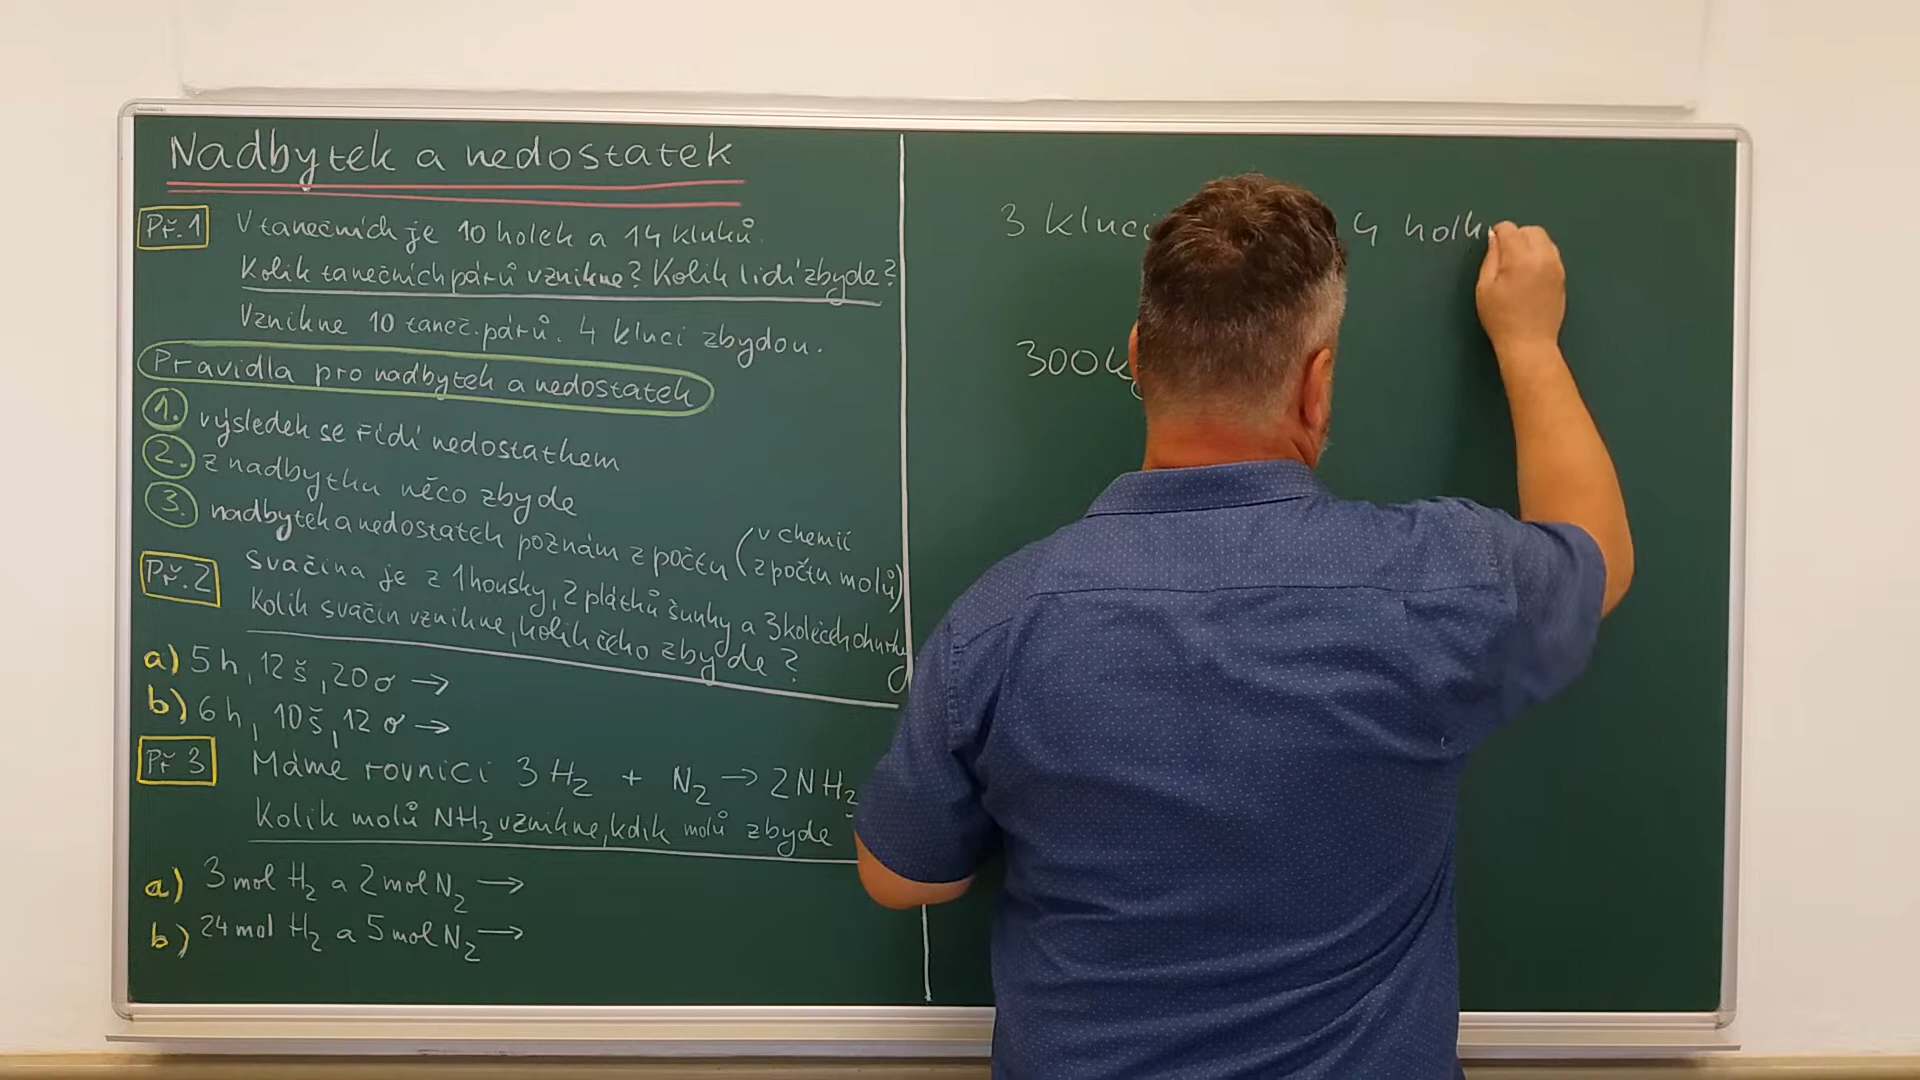 Nadbytek a nedostatek
Př.1 V tanečních je 10 holek a 14 kluků.
Kolik tanečních párů vznikne? Kolik lidí zbyde?
Vznikne 10 taneč. párů. 4 kluci zbydou.
Pravidla pro nadbytek a nedostatek
1. výsledek se řídí nedostatkem
2. z nadbytku něco zbyde
3. nadbytek a nedostatek poznám z počtu (v chemii
z počtu molů)
Př.2 Svačina je z 1 housky, 2 plátků šunky a 3 koleček okurky.
Kolik svačin vznikne, kolik čeho zbyde?
a) 5 h, 12 š, 20 o →
b) 6 h, 10 š, 12 o →
Př 3 Máme rovnici 3 H2 + N2 → 2NH3
Kolik molů NH3 vznikne, kolik molů zbyde
a) 3 mol H2 a 2 mol N2 →
b) 24 mol H2 a 5 mol N2 →
3 kluci 4 holk
300k